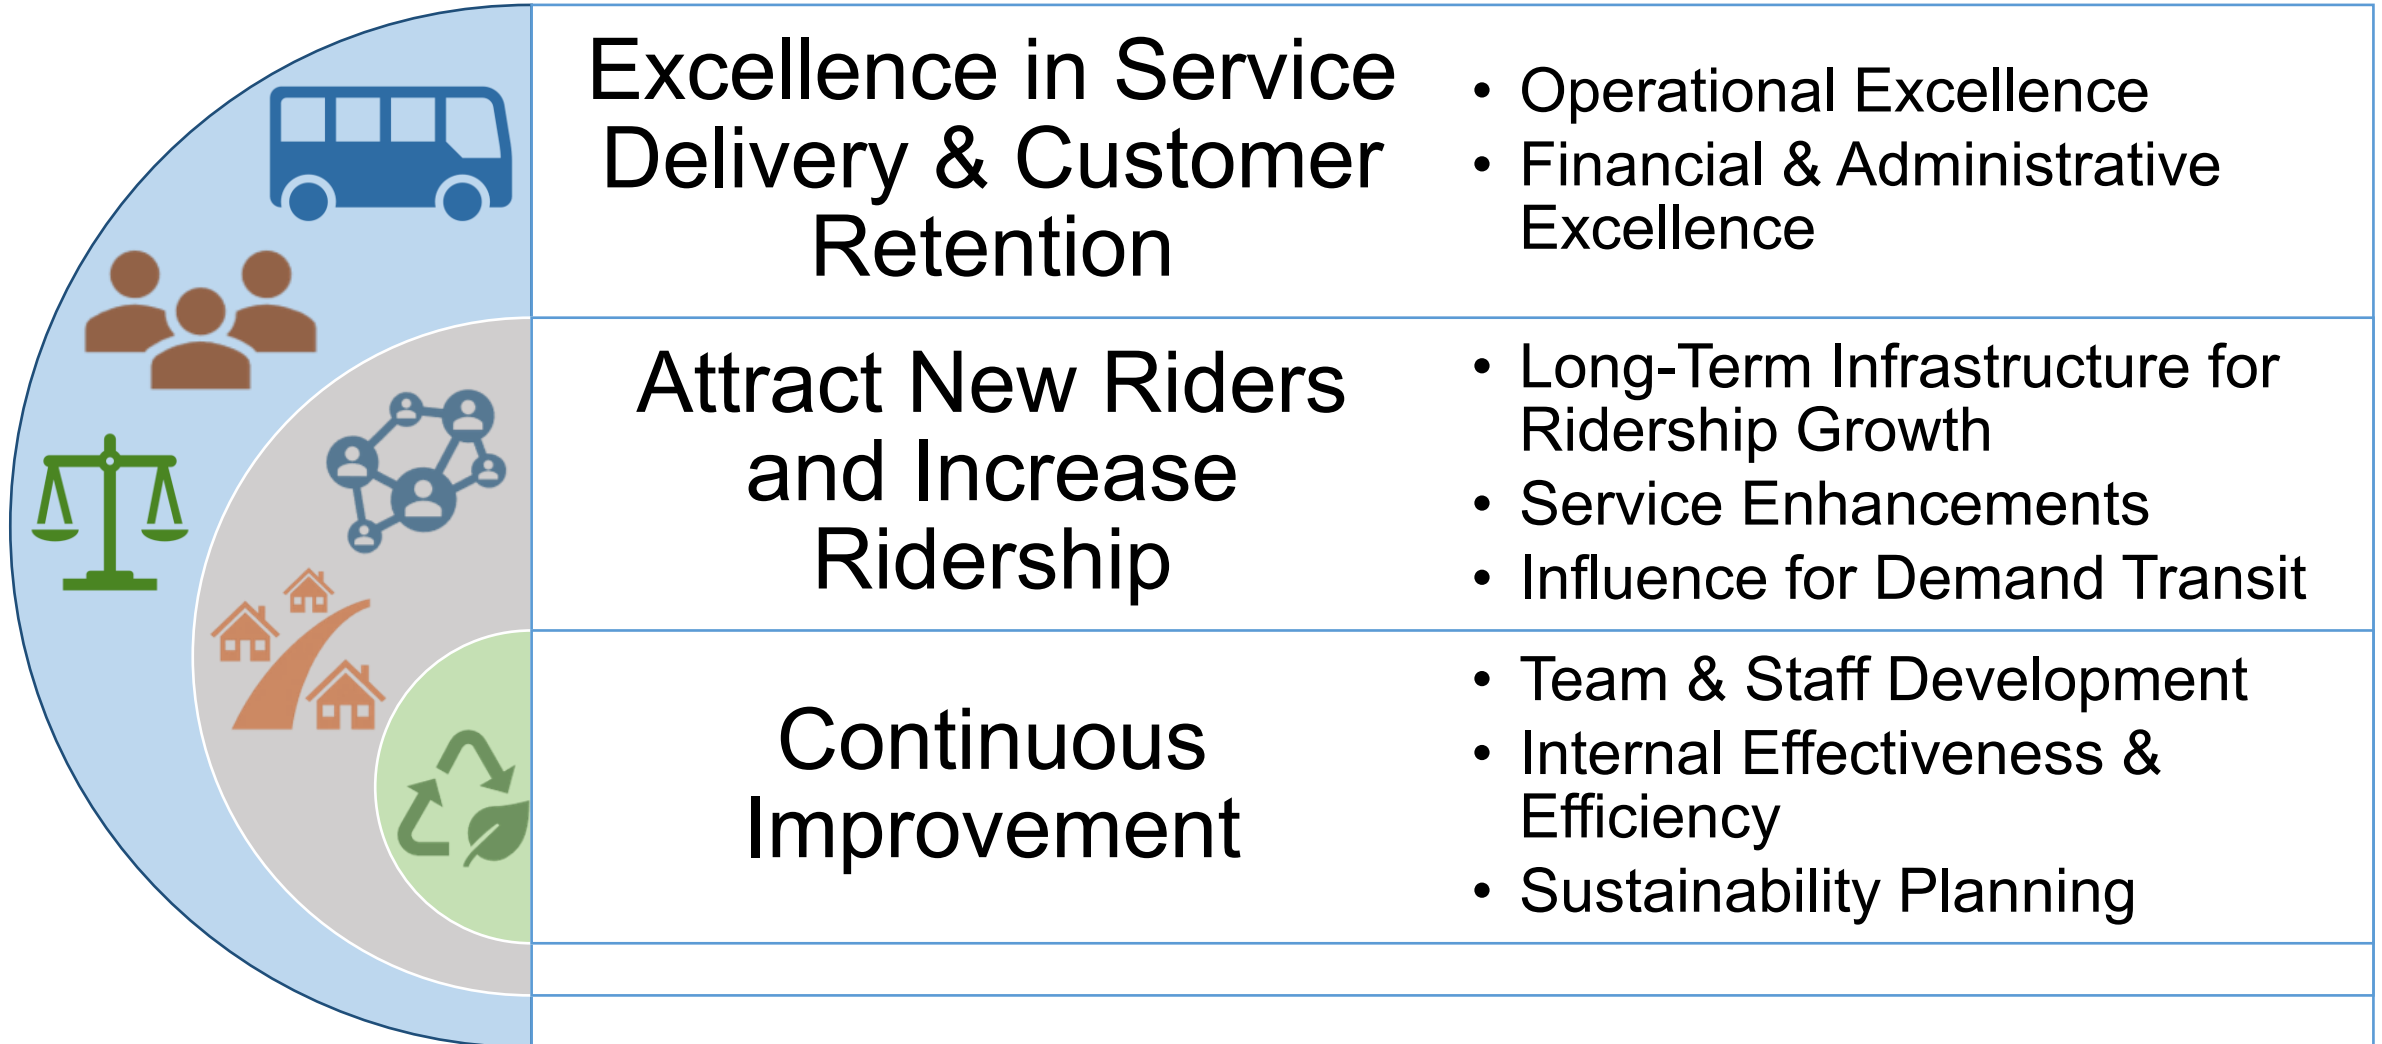 Excellence in Service
Delivery & Customer
Retention
• Operational Excellence
• Financial & Administrative
Excellence
Attract New Riders
and Increase
Ridership
• Long-Term Infrastructure for
Ridership Growth
• Service Enhancements
• Influence for Demand Transit
Continuous
Improvement
• Team & Staff Development
• Internal Effectiveness &
Efficiency
• Sustainability Planning